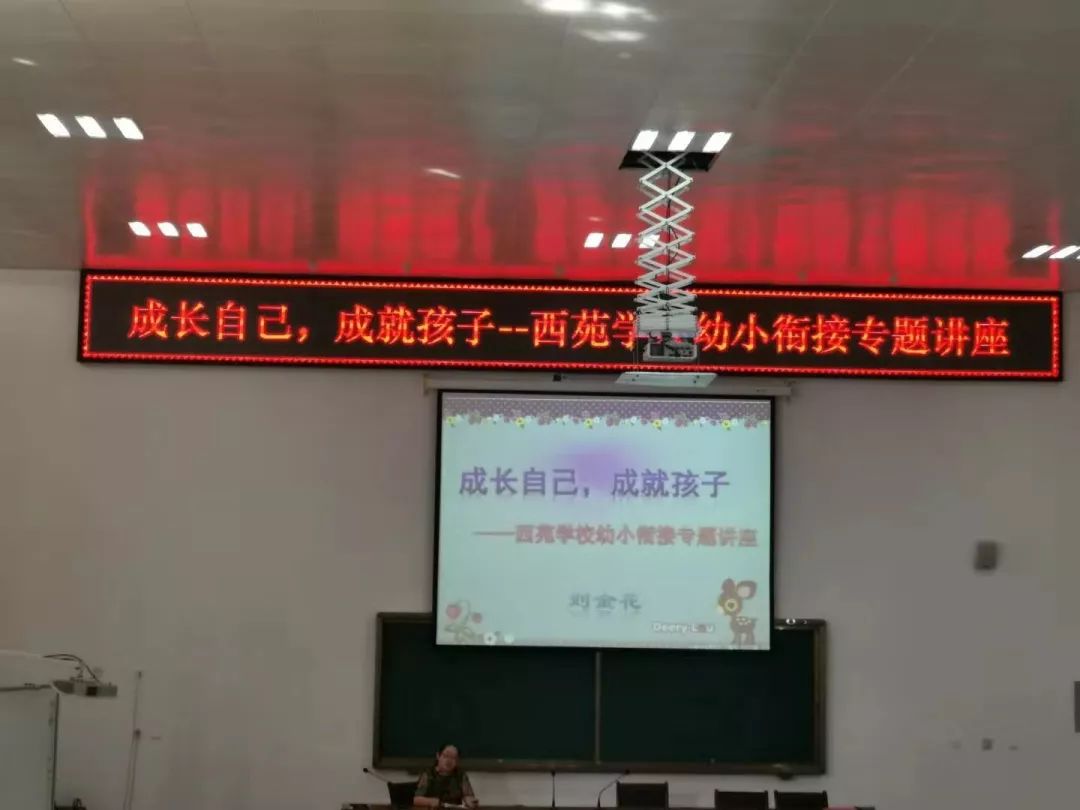 成长自己，成就孩子--西苑学 幼小衔接专题讲座
成长自己，成就孩子
——西苑学校幼小衔接专题讲座
刘金花
Deery Lou